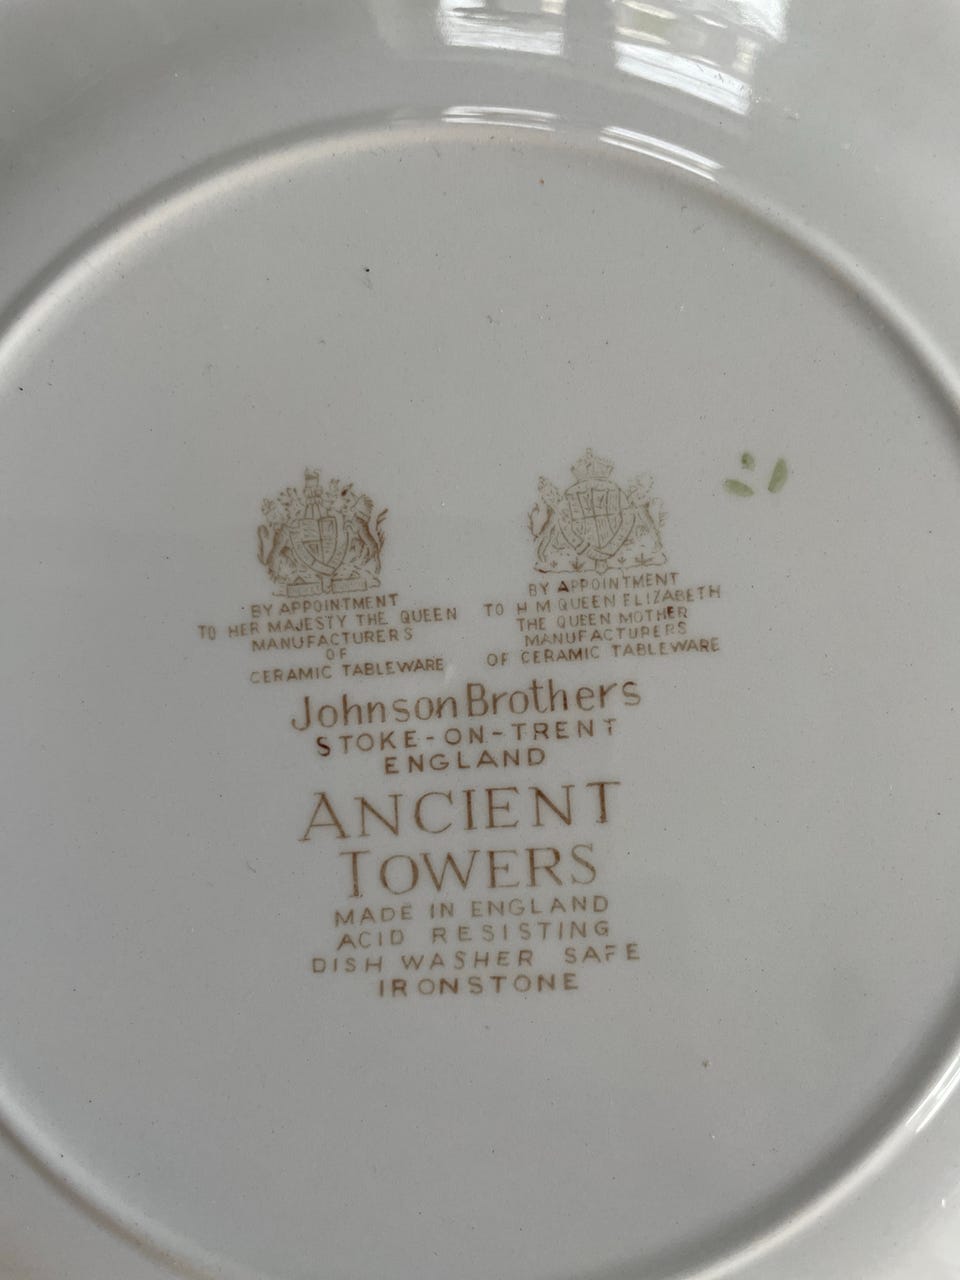 BY APPOINTMENT
TO HER MAJESTY THE QUEEN
MANUFACTURERS
OF
CERAMIC TABLEWARE
BY APPOINTMENT
TO H M QUEEN ELIZABETH
THE QUEEN MOTHER
MANUFACTURERS
OF CERAMIC TABLEWARE
Johnson Brothers
STOKE-ON-TRENT
ENGLAND
ANCIENT
TOWERS
MADE IN ENGLAND
ACID RESISTING
DISH WASHER SAFE
IRONSTONE